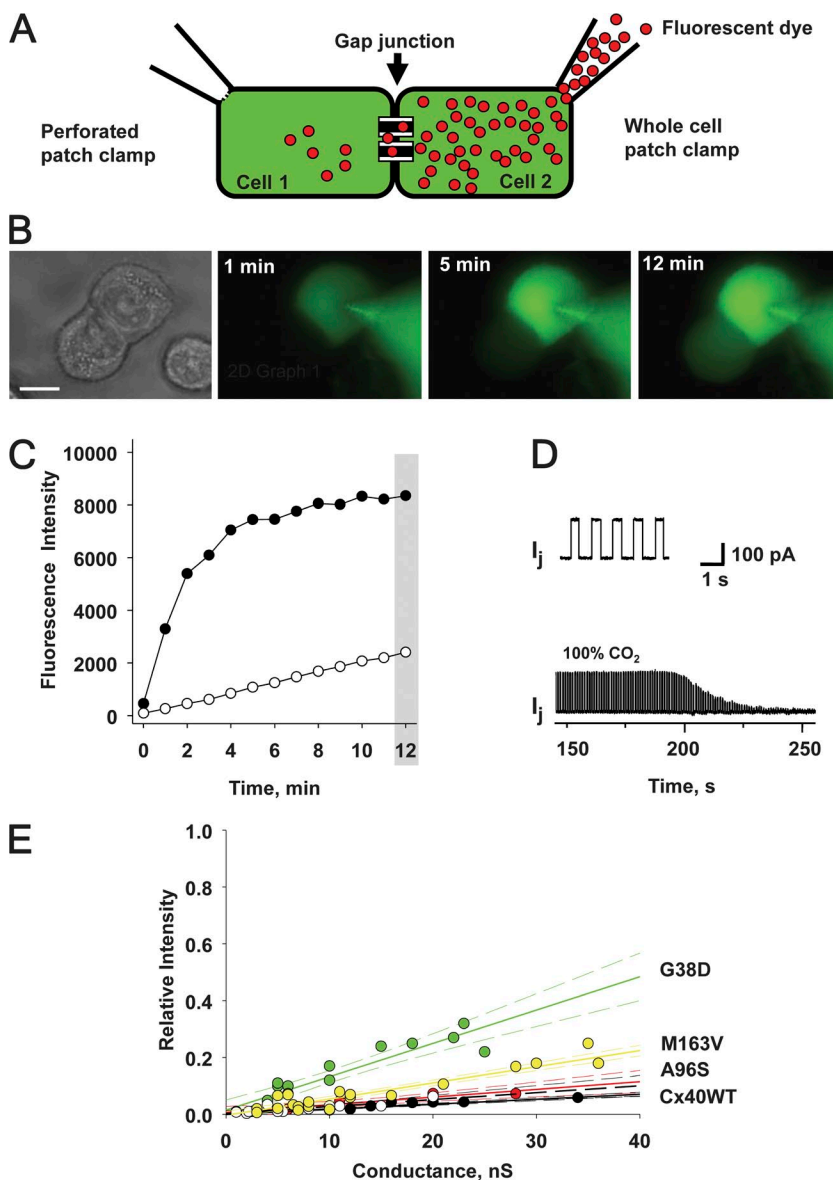 A
Gap junction
Fluorescent dye
Perforated
patch clamp
Whole cell
patch clamp
Cell 1
Cell 2
B
1 min
5 min
12 min
2D Graph 1
C
Fluorescence Intensity
10000
8000
6000
4000
2000
0
0 2 4 6 8 10 12
Time, min
D
Ij
100 pA
1 s
100% CO2
Ij
150 200 250
Time, s
E
Relative Intensity
1.0
0.8
0.6
0.4
0.2
0.0
G38D
M163V
A96S
Cx40WT
0 10 20 30 40
Conductance, nS